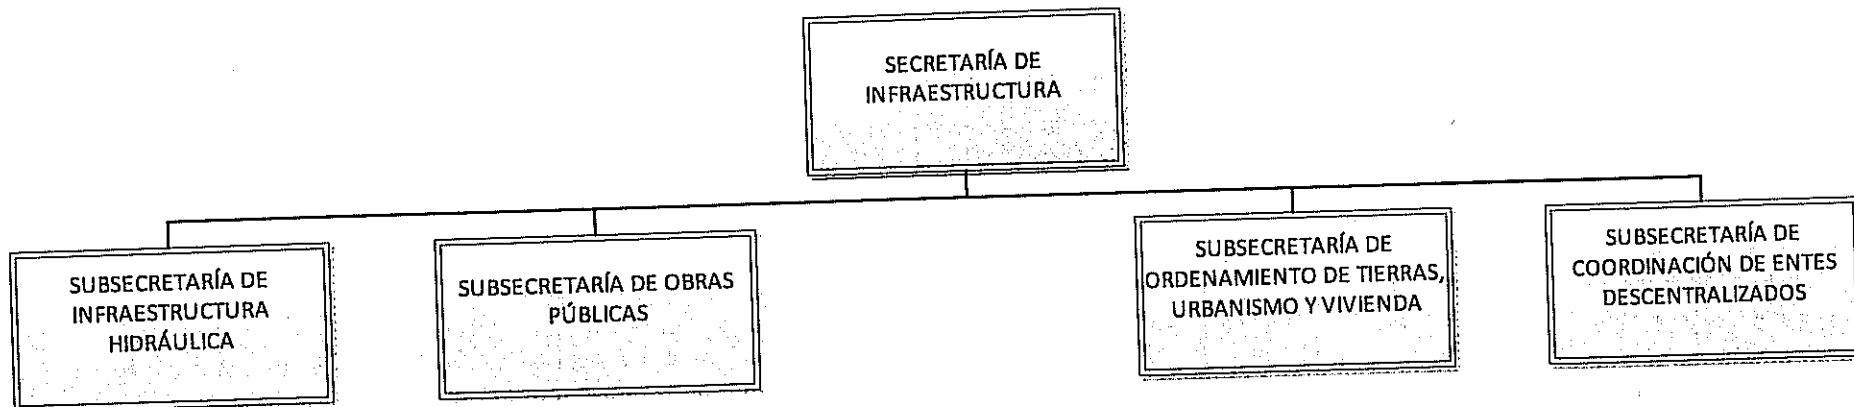 SECRETARÍA DE
INFRAESTRUCTURA
SUBSECRETARÍA DE
INFRAESTRUCTURA
HIDRÁULICA
SUBSECRETARÍA DE OBRAS
PÚBLICAS
SUBSECRETARÍA DE
ORDENAMIENTO DE TIERRAS,
URBANISMO Y VIVIENDA
SUBSECRETARÍA DE
COORDINACIÓN DE ENTES
DESCENTRALIZADOS